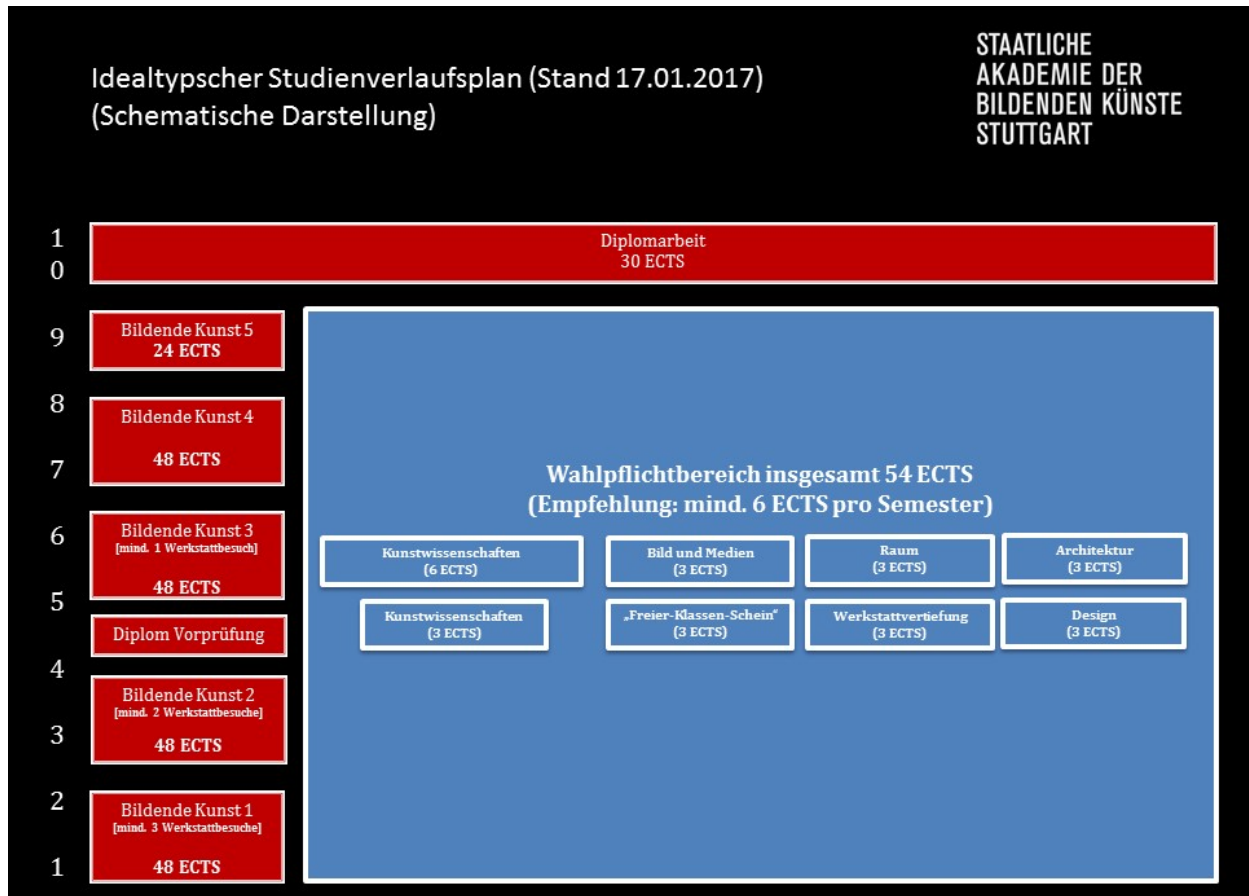 Idealtypscher Studienverlaufsplan (Stand 17.01.2017)
(Schematische Darstellung)
STAATLICHE
AKADEMIE DER
BILDENDEN KÜNSTE
STUTTGART
1
0
Diplomarbeit
30 ECTS
9
Bildende Kunst 5
24 ECTS
8
7
Bildende Kunst 4
48 ECTS
6
5
Bildende Kunst 3
[mind. 1 Werkstattbesuch]
48 ECTS
Diplom Vorprüfung
4
3
Bildende Kunst 2
[mind. 2 Werkstattbesuche]
48 ECTS
2
1
Bildende Kunst 1
[mind. 3 Werkstattbesuche]
48 ECTS
Wahlpflichtbereich insgesamt 54 ECTS
(Empfehlung: mind. 6 ECTS pro Semester)
Kunstwissenschaften
(6 ECTS)
Bild und Medien
(3 ECTS)
Raum
(3 ECTS)
Architektur
(3 ECTS)
Kunstwissenschaften
(3 ECTS)
„Freier-Klassen-Schein“
(3 ECTS)
Werkstattvertiefung
(3 ECTS)
Design
(3 ECTS)